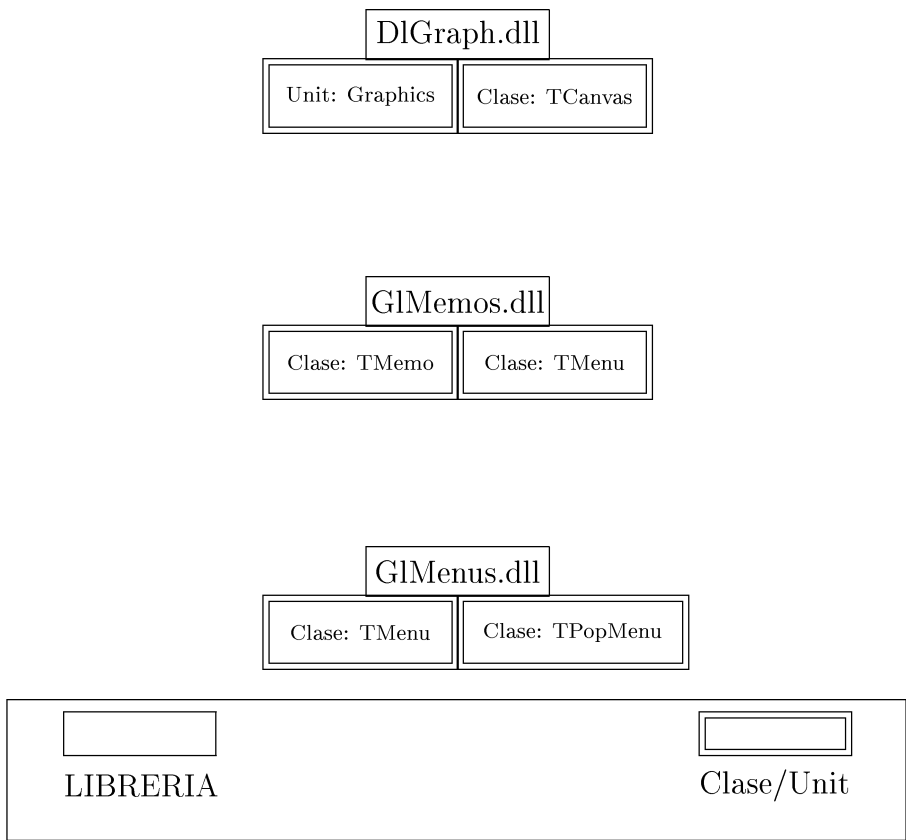 DlGraph.dll
Unit: Graphics
Clase: TCanvas
GlMemos.dll
Clase: TMemo
Clase: TMenu
GlMenus.dll
Clase: TMenu
Clase: TPopMenu
LIBRERIA
Clase/Unit